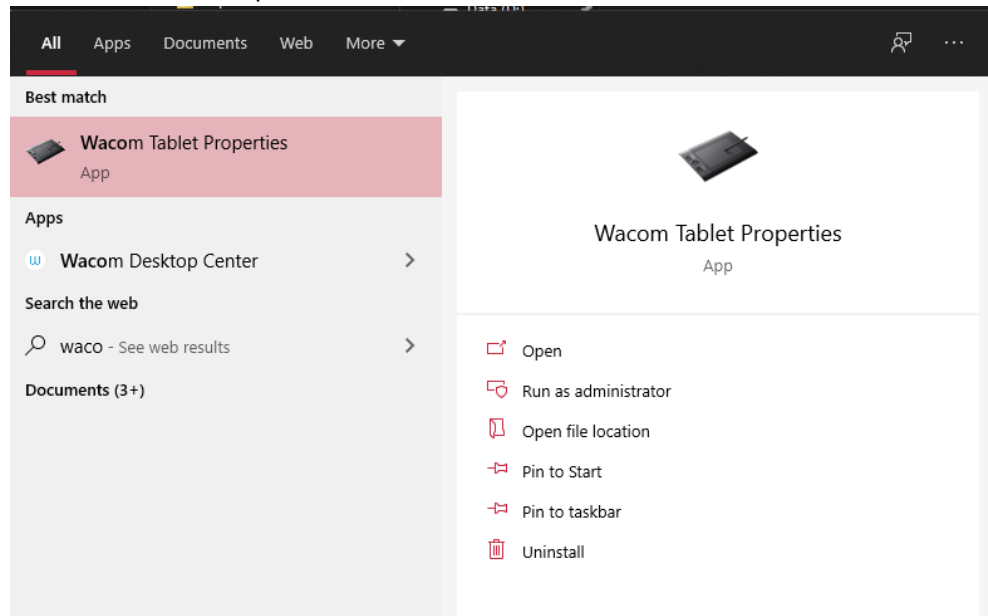 All Apps Documents Web More
Best match
Wacom Tablet Properties
App
Apps
Wacom Desktop Center
Search the web
waco - See web results
Documents (3+)
Wacom Tablet Properties
App
Open
Run as administrator
Open file location
Pin to Start
Pin to taskbar
Uninstall